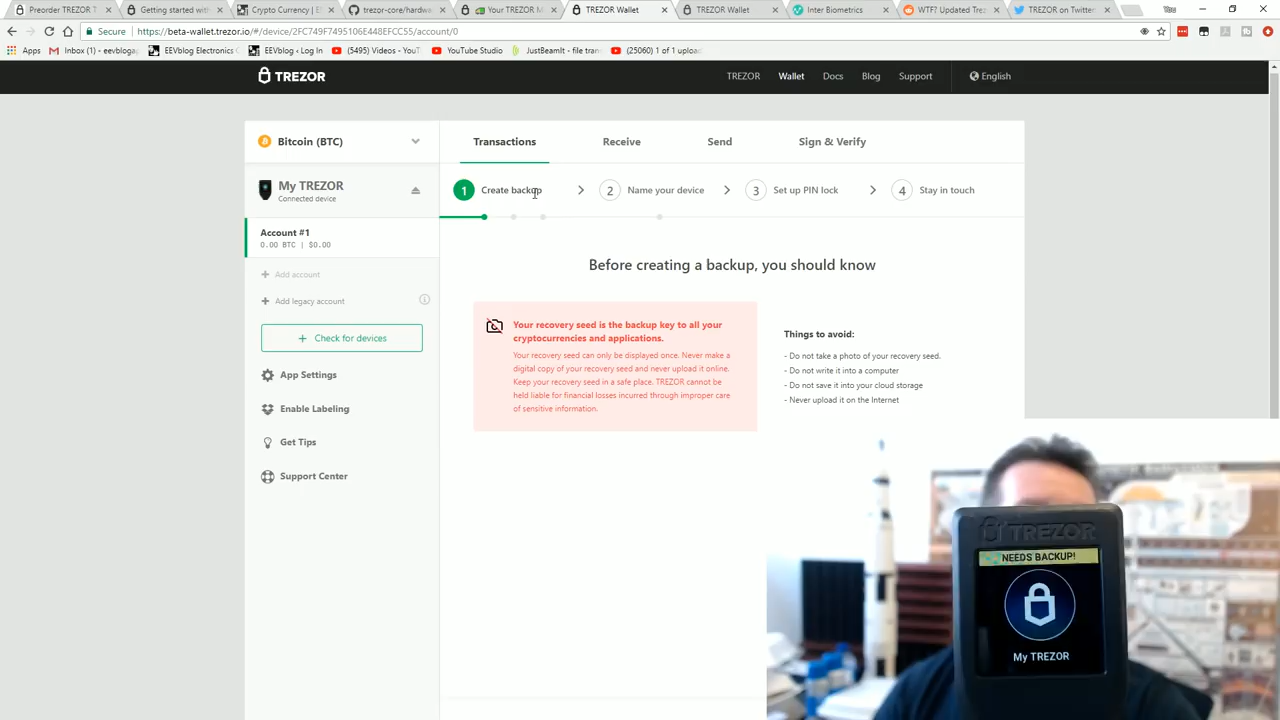 Preorder TREZOR T
Getting started with
Crypto Currency | E
trezor-core/hardwa
Your TREZOR M
TREZOR Wallet
TREZOR Wallet
Inter Biometrics
WTF? Updated Trez
TREZOR on Twitter
You
Secure
https://beta-wallet.trezor.io/#/device/2FC749F7495106E448EFCC55/account/0
Apps
Inbox (1) - eevblog
EEVblog Electronics C
EEVblog ‹ Log In
(5495) Videos - YouT
YouTube Studio
JustBeamIt - file tran
(25060) 1 of 1 upload
TREZOR
TREZOR
Wallet
Docs
Blog
Support
English
Bitcoin (BTC)
Transactions
Receive
Send
Sign & Verify
My TREZOR
Connected device
1 Create backup
2 Name your device
3 Set up PIN lock
4 Stay in touch
Account #1
0.00 BTC | $0.00
Add account
Add legacy account
Check for devices
App Settings
Enable Labeling
Get Tips
Support Center
Before creating a backup, you should know
Your recovery seed is the backup key to all your
cryptocurrencies and applications.
Your recovery seed can only be displayed once. Never make a
digital copy of your recovery seed and never upload it online.
Keep your recovery seed in a safe place. TREZOR cannot be
held liable for financial losses incurred through improper care
of sensitive information.
Things to avoid:
- Do not take a photo of your recovery seed.
- Do not write it into a computer
- Do not save it into your cloud storage
- Never upload it on the Internet
TREZOR
NEEDS BACKUP!
My TREZOR